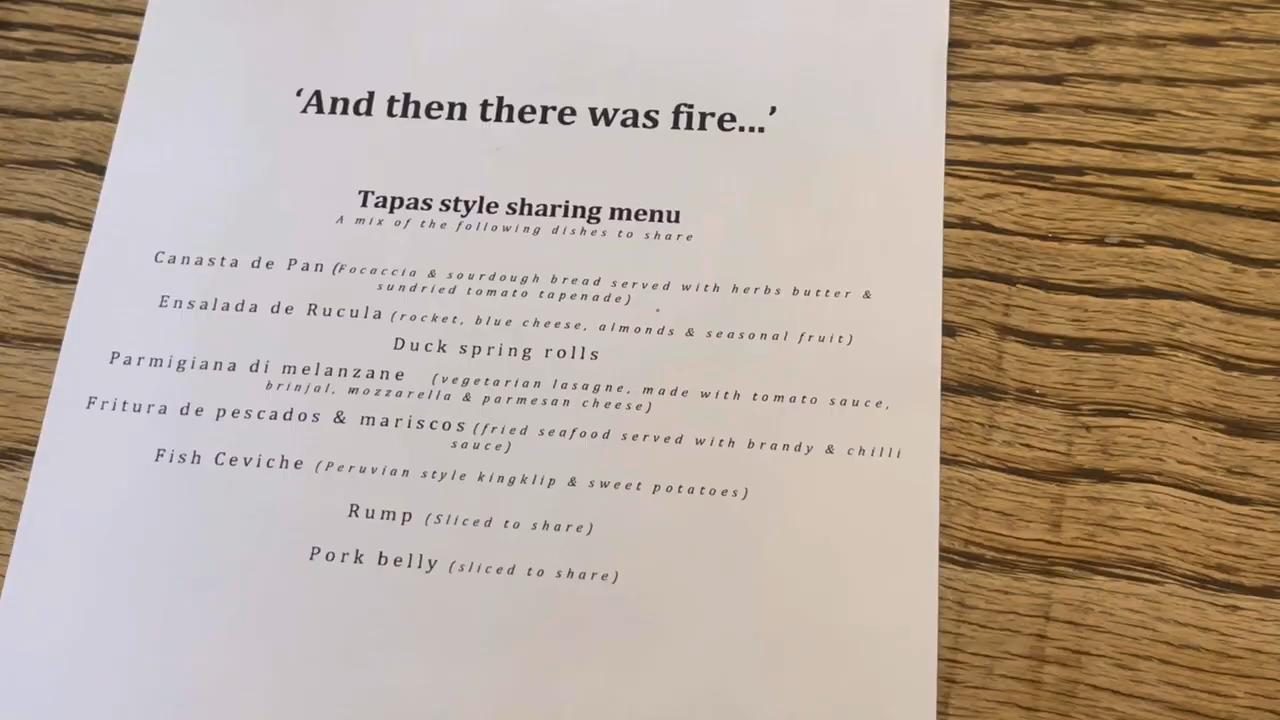 ‘And then there was fire...’
Tapas style sharing menu
A mix of the following dishes to share
Canasta de Pan (Focaccia & sourdough bread served with herbs butter &
sundried tomato tapenade)
Ensalada de Rucula (rocket, blue cheese, almonds & seasonal fruit)
Duck spring rolls
Parmigiana di melanzane (vegetarian lasagne, made with tomato sauce,
brinjal, mozzarella & parmesan cheese)
Fritura de pescados & mariscos (fried seafood served with brandy & chilli
sauce)
Fish Ceviche (Peruvian style kingklip & sweet potatoes)
Rump (Sliced to share)
Pork belly (sliced to share)